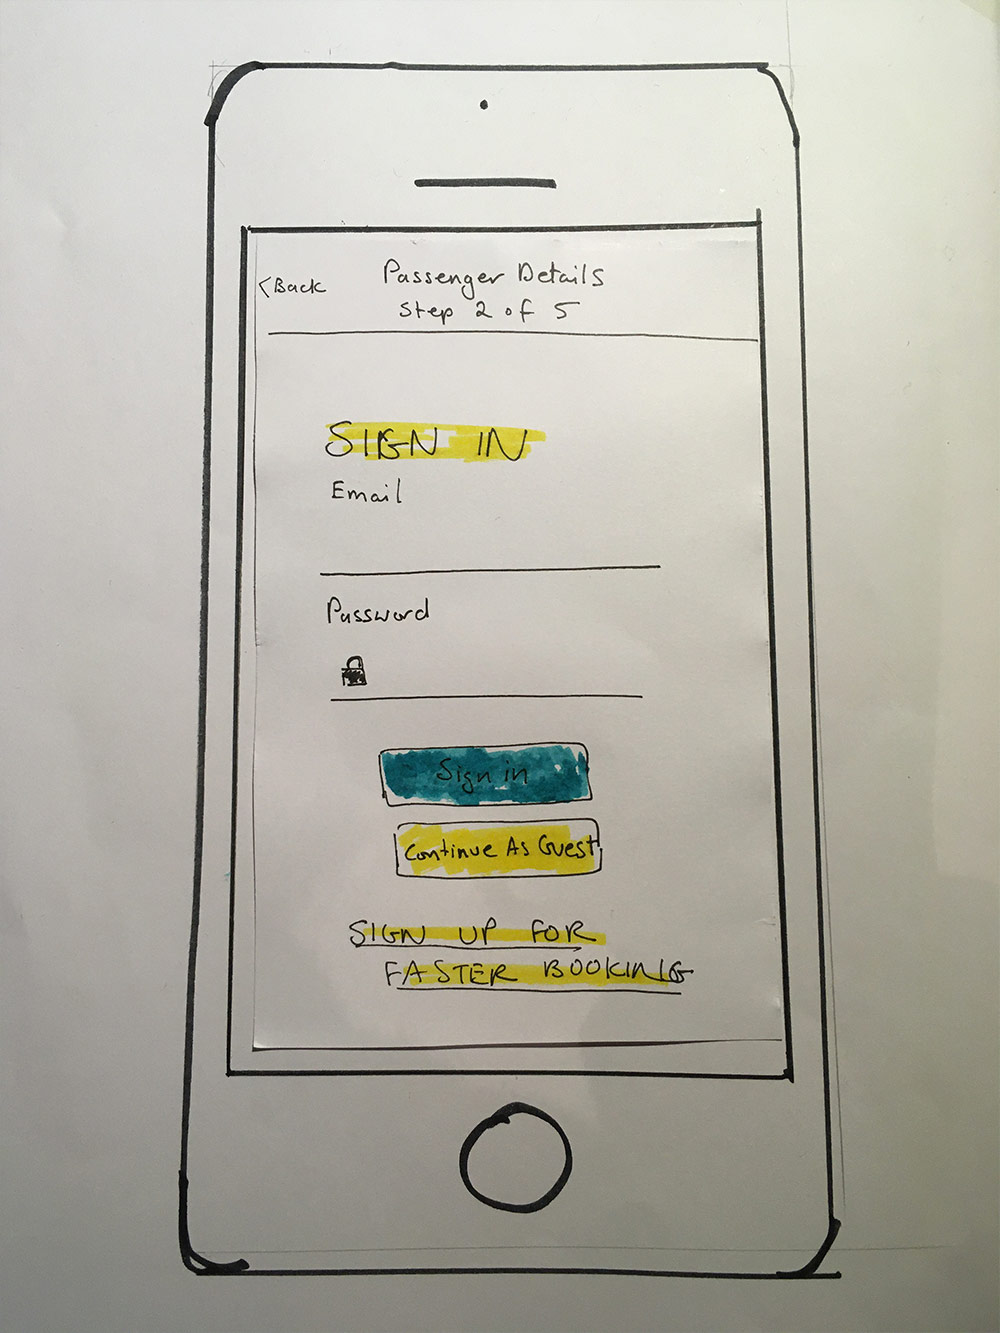 <Back
Passenger Details
Step 2 of 5
SIGN IN
Email
Password
Sign in
Continue As Guest
SIGN UP FOR
FASTER BOOKING